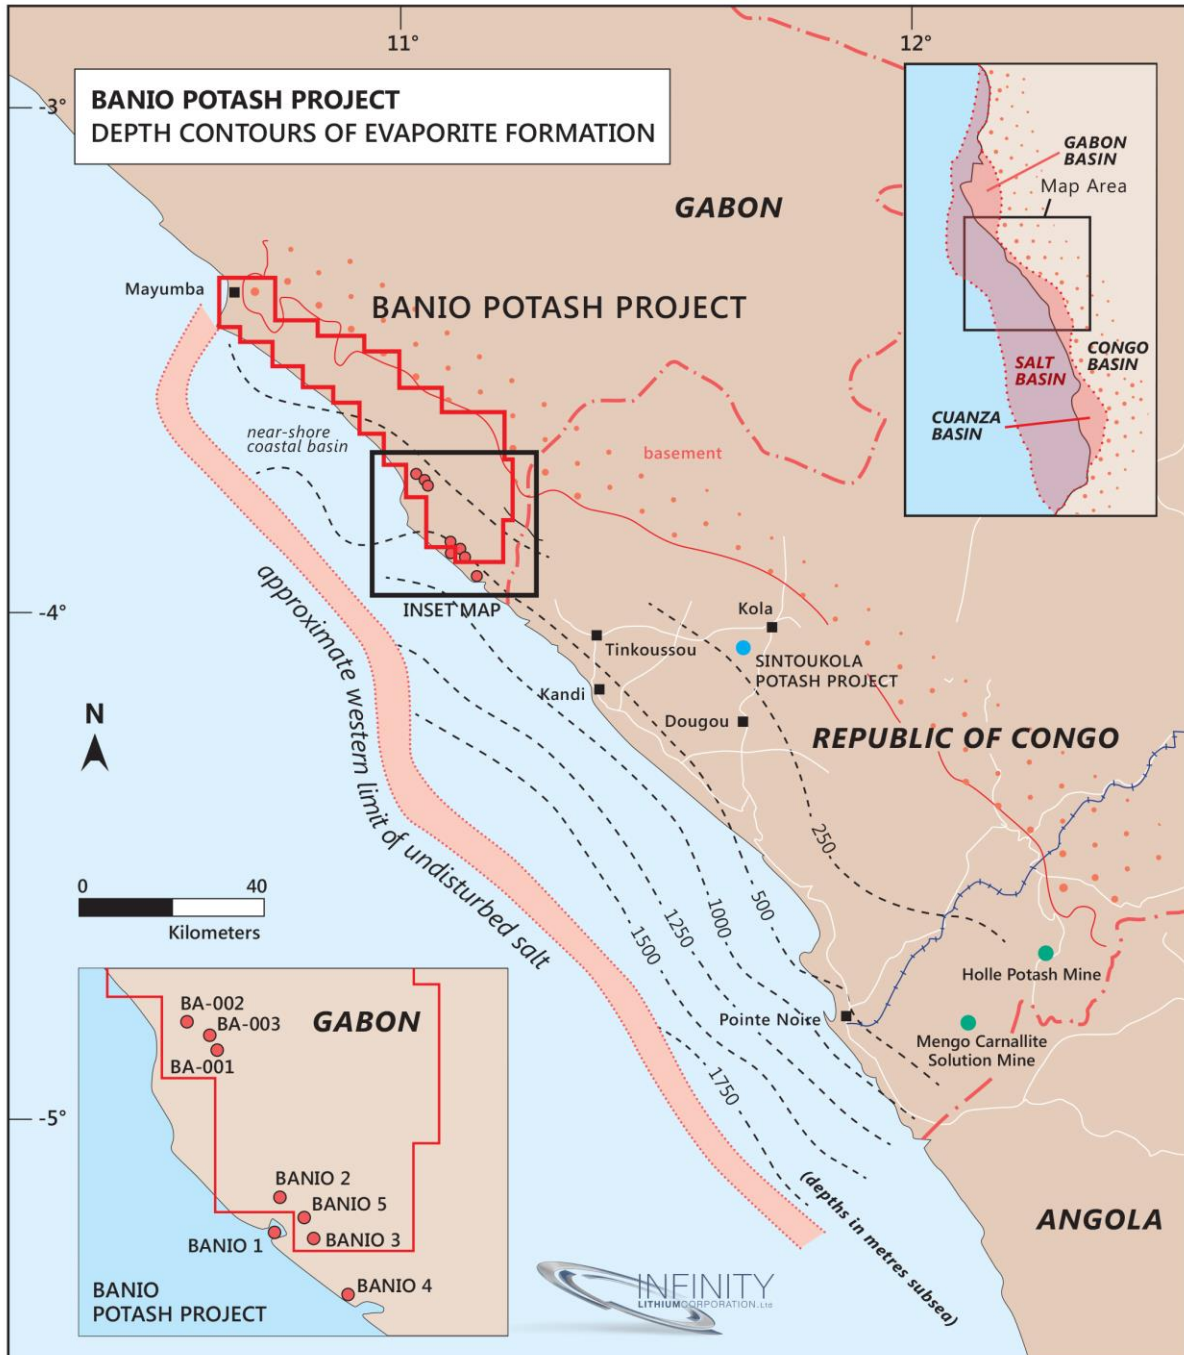 11°
12°
-3°
BANIO POTASH PROJECT
DEPTH CONTOURS OF EVAPORITE FORMATION
GABON
BASIN
Map Area
SALT
BASIN
CONGO
BASIN
CUANZA
BASIN
GABON
Mayumba
BANIO POTASH PROJECT
near-shore
coastal basin
basement
INSET MAP
-4°
Kola
Tinkoussou
SINTOUKOLA
POTASH PROJECT
Kandi
Dougou
REPUBLIC OF CONGO
N
approximate western limit of undisturbed salt
250
500
1000
1250
1500
1750
0
40
Kilometers
Holle Potash Mine
Pointe Noire
Mengo Carnallite
Solution Mine
-5°
(depths in metres subsea)
ANGOLA
GABON
BA-002
BA-003
BA-001
BANIO 2
BANIO 5
BANIO 1
BANIO 3
BANIO 4
BANIO
POTASH PROJECT
INFINITY
LITHIUMCORPORATION.Ltd